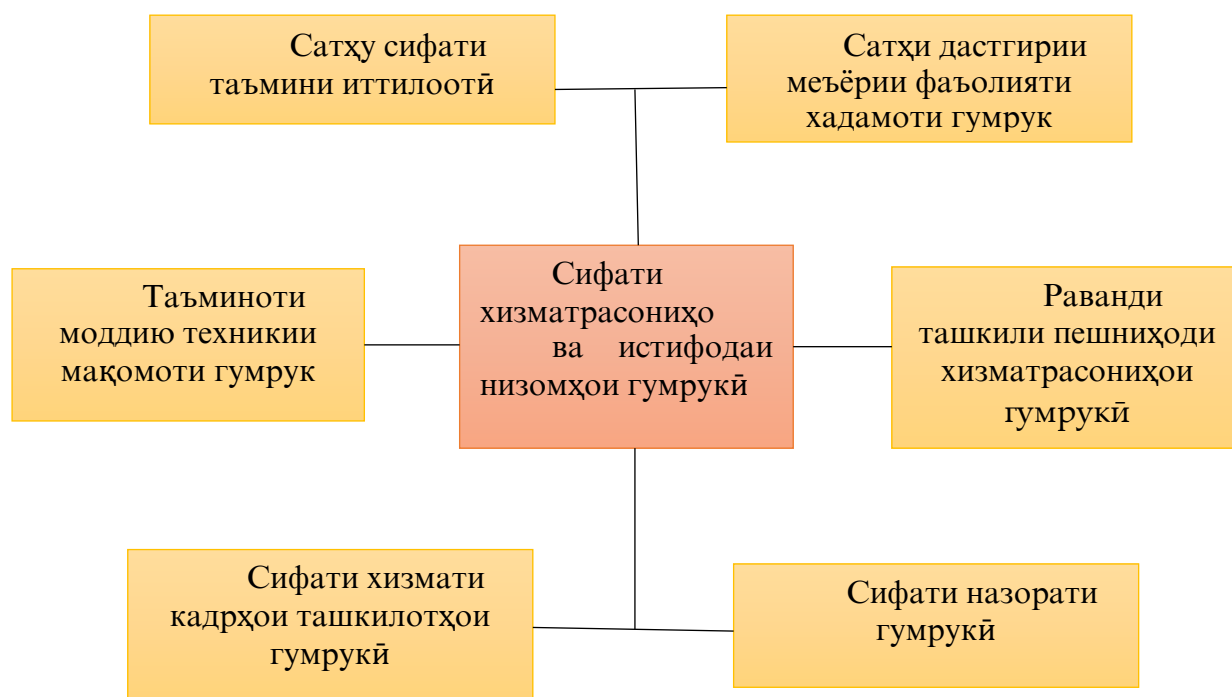 Сатҳу сифати
таъмини иттилоотӣ
Сатҳи дастгирии
меъёрии фаъолияти
хадамоти гумрук
Таъминоти
моддию техникии
мақомоти гумрук
Сифати
хизматрасониҳо
ва истифодаи
низомҳои гумрукӣ
Раванди
ташкили пешниҳоди
хизматрасониҳои
гумрукӣ
Сифати хизмати
кадрҳои ташкилотҳои
гумрукӣ
Сифати назорати
гумрукӣ